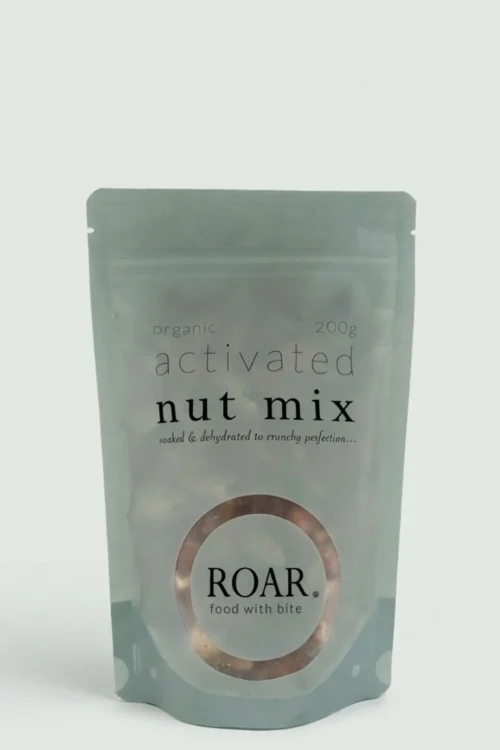 organic 200g
activated
nut mix
soaked & dehydrated to crunchy perfection...
ROAR®
food with bite